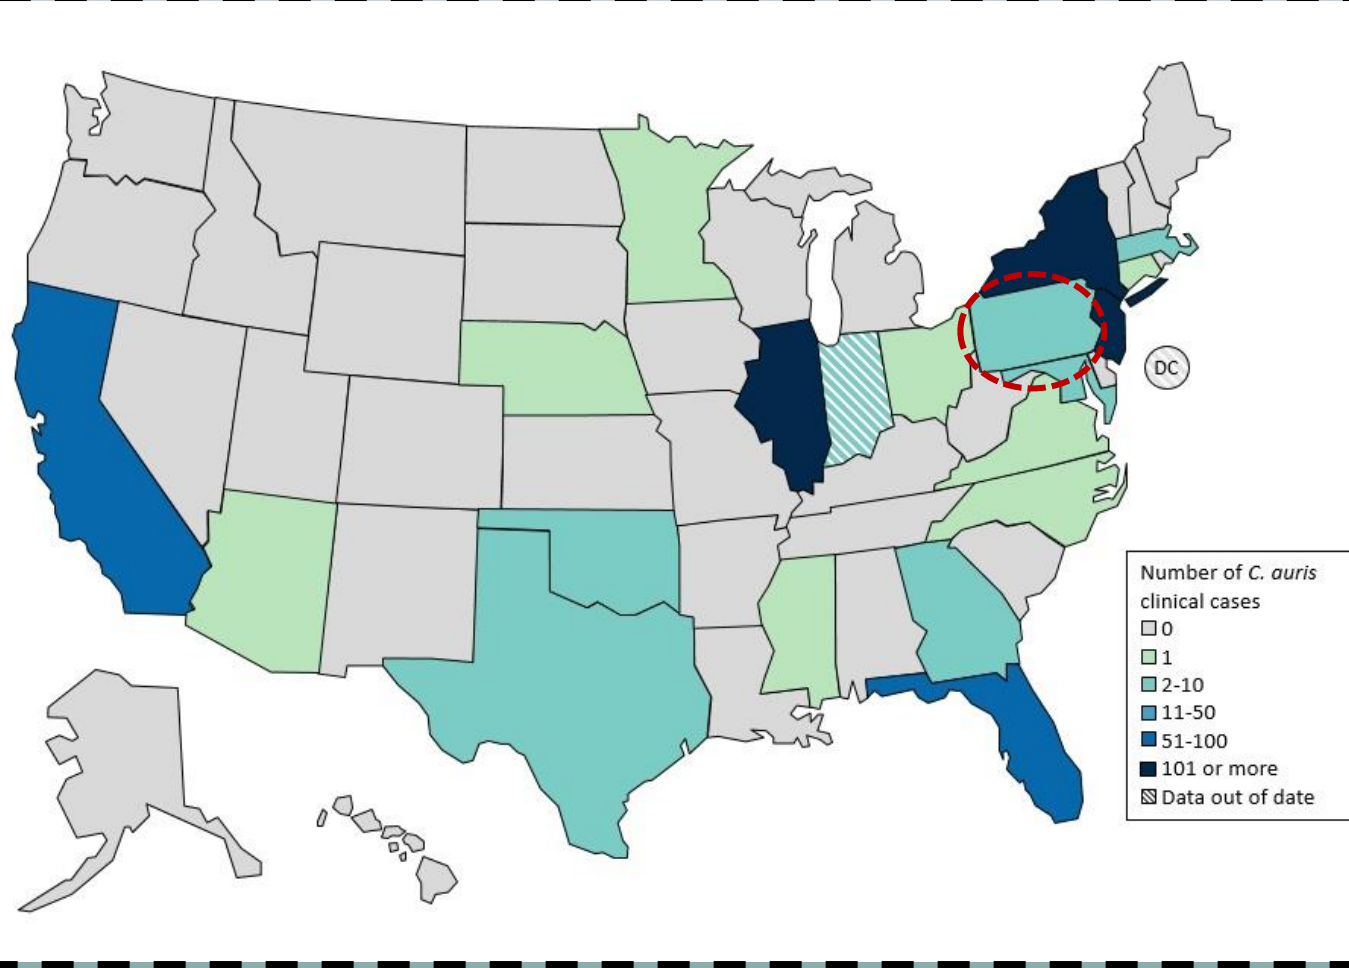 DC
Number of C. auris
clinical cases
0
1
2-10
11-50
51-100
101 or more
Data out of date